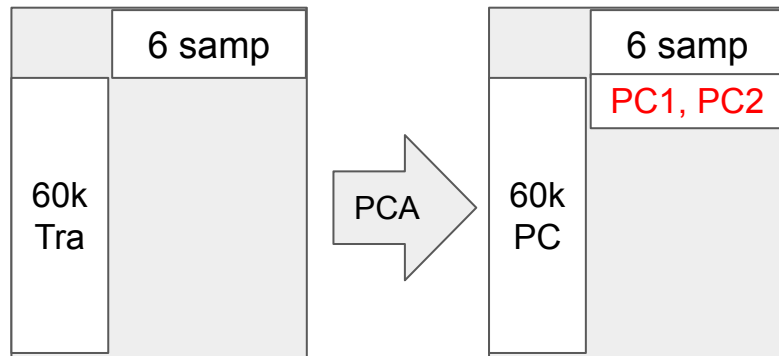 6 samp
60k
Tra
PCA
6 samp
PC1, PC2
60k
PC